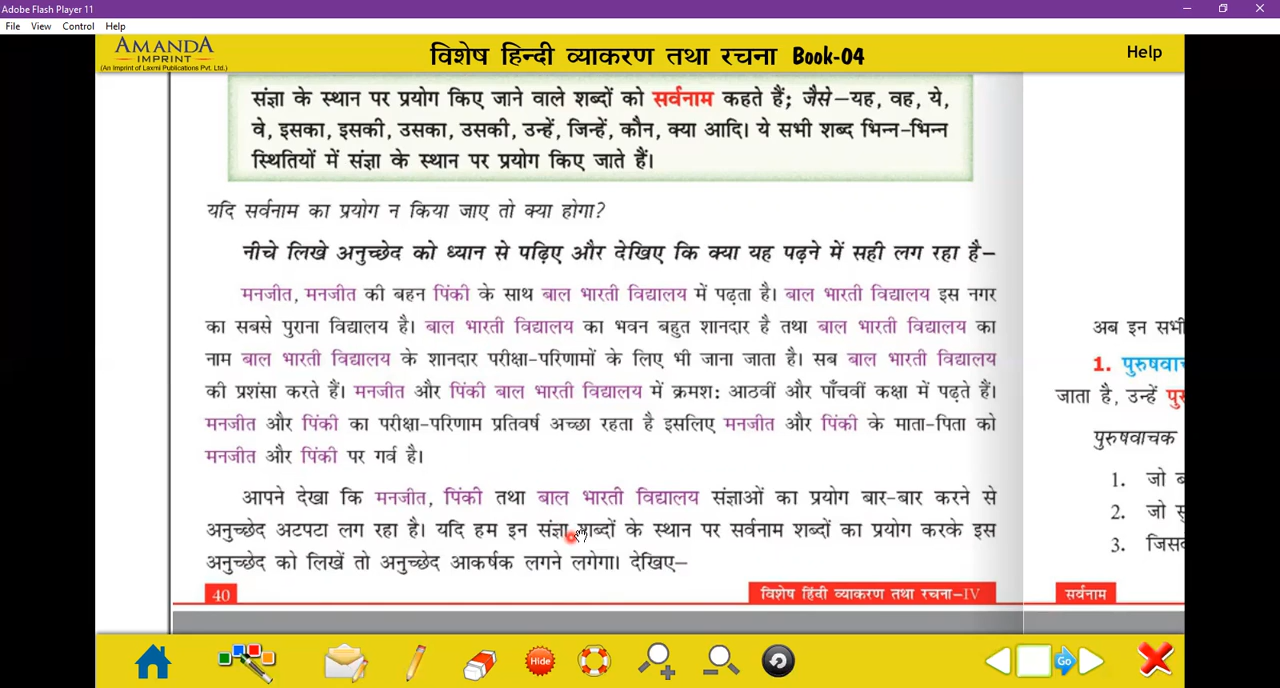 Adobe Flash Player 11
File View Control Help
AMANDA
IMPRINT
(An Imprint of Laxmi Publications Pvt. Ltd.)
विशेष हिन्दी व्याकरण तथा रचना Book-04
Help
संज्ञा के स्थान पर प्रयोग किए जाने वाले शब्दों को सर्वनाम कहते हैं; जैसे—यह, वह, ये,
वे, इसका, इसकी, उसका, उसकी, उन्हें, जिन्हें, कौन, क्या आदि। ये सभी शब्द भिन्न-भिन्न
स्थितियों में संज्ञा के स्थान पर प्रयोग किए जाते हैं।
यदि सर्वनाम का प्रयोग न किया जाए तो क्या होगा?
नीचे लिखे अनुच्छेद को ध्यान से पढ़िए और देखिए कि क्या यह पढ़ने में सही लग रहा है—
मनजीत, मनजीत की बहन पिंकी के साथ बाल भारती विद्यालय में पढ़ता है। बाल भारती विद्यालय इस नगर
का सबसे पुराना विद्यालय है। बाल भारती विद्यालय का भवन बहुत शानदार है तथा बाल भारती विद्यालय का
नाम बाल भारती विद्यालय के शानदार परीक्षा-परिणामों के लिए भी जाना जाता है। सब बाल भारती विद्यालय
की प्रशंसा करते हैं। मनजीत और पिंकी बाल भारती विद्यालय में क्रमश: आठवीं और पाँचवीं कक्षा में पढ़ते हैं।
मनजीत और पिंकी का परीक्षा-परिणाम प्रतिवर्ष अच्छा रहता है इसलिए मनजीत और पिंकी के माता-पिता को
मनजीत और पिंकी पर गर्व है।
आपने देखा कि मनजीत, पिंकी तथा बाल भारती विद्यालय संज्ञाओं का प्रयोग बार-बार करने से
अनुच्छेद अटपटा लग रहा है। यदि हम इन संज्ञा शब्दों के स्थान पर सर्वनाम शब्दों का प्रयोग करके इस
अनुच्छेद को लिखें तो अनुच्छेद आकर्षक लगने लगेगा। देखिए—
40
विशेष हिंदी व्याकरण तथा रचना–IV
अब इन सभी
1. पुरुषवाच
जाता है, उन्हें पुरु
पुरुषवाचक
1. जो ब
2. जो सु
3. जिस
सर्वनाम
Hide
Go